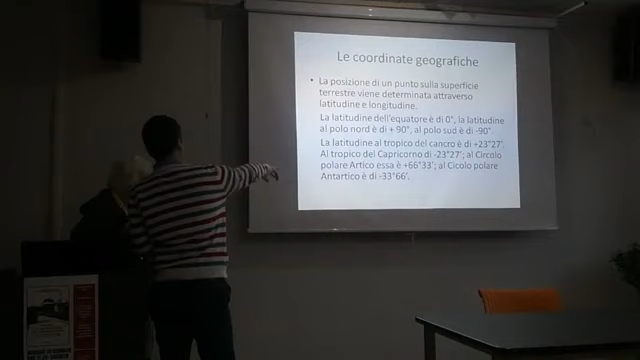 Le coordinate geografiche
• La posizione di un punto sulla superficie
terrestre viene determinata attraverso
latitudine e longitudine.
La latitudine dell'equatore è di 0°, la latitudine
al polo nord è di + 90°, al polo sud è di -90°.
La latitudine al tropico del cancro è di +23°27'.
Al tropico del Capricorno di -23°27'; al Circolo
polare Artico essa è +66°33'; al Cicolo polare
Antartico è di -33°66'.